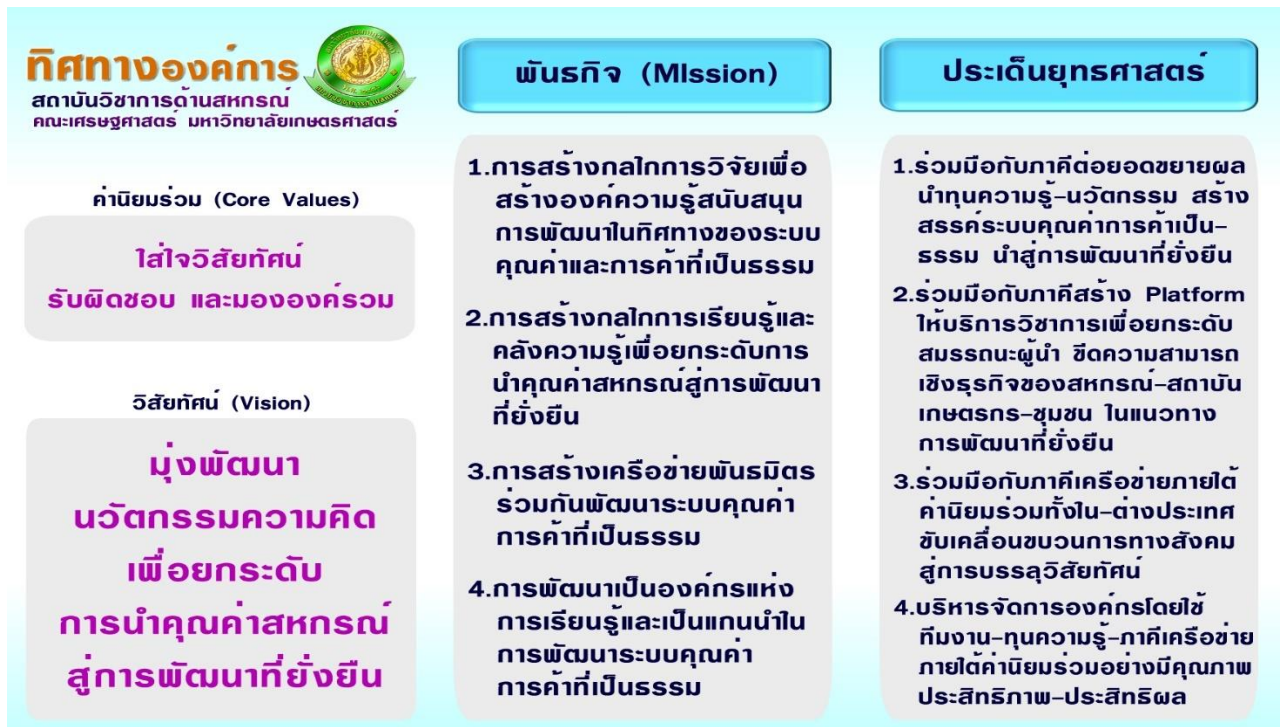 ทิศทางองค์การ
สถาบันวิชาการด้านสหกรณ์
คณะเศรษฐศาสตร์ มหาวิทยาลัยเกษตรศาสตร์
ค่านิยมร่วม (Core Values)
ใส่ใจวิสัยทัศน์
รับผิดชอบ และมององค์รวม
วิสัยทัศน์ (Vision)
มุ่งพัฒนา
นวัตกรรมความคิด
เพื่อยกระดับ
การนำคุณค่าสหกรณ์
สู่การพัฒนาที่ยั่งยืน
พันธกิจ (MIssion)
1.การสร้างกลไกการวิจัยเพื่อ
สร้างองค์ความรู้สนับสนุน
การพัฒนาในทิศทางของระบบ
คุณค่าและการค้าที่เป็นธรรม
2.การสร้างกลไกการเรียนรู้และ
คลังความรู้เพื่อยกระดับการ
นำคุณค่าสหกรณ์สู่การพัฒนา
ที่ยั่งยืน
3.การสร้างเครือข่ายพันธมิตร
ร่วมกันพัฒนาระบบคุณค่า
การค้าที่เป็นธรรม
4.การพัฒนาเป็นองค์กรแห่ง
การเรียนรู้และเป็นแกนนำใน
การพัฒนาระบบคุณค่า
การค้าที่เป็นธรรม
ประเด็นยุทธศาสตร์
1.ร่วมมือกับภาคีต่อยอดขยายผล
นำทุนความรู้-นวัตกรรม สร้าง
สรรค์ระบบคุณค่าการค้าเป็น-
ธรรม นำสู่การพัฒนาที่ยั่งยืน
2.ร่วมมือกับภาคีสร้าง Platform
ให้บริการวิชาการเพื่อยกระดับ
สมรรถนะผู้นำ ขีดความสามารถ
เชิงธุรกิจของสหกรณ์-สถาบัน
เกษตรกร-ชุมชน ในแนวทาง
การพัฒนาที่ยั่งยืน
3.ร่วมมือกับภาคีเครือข่ายภายใต้
ค่านิยมร่วมทั้งใน-ต่างประเทศ
ขับเคลื่อนขบวนการทางสังคม
สู่การบรรลุวิสัยทัศน์
4.บริหารจัดการองค์กรโดยใช้
ทีมงาน-ทุนความรู้-ภาคีเครือข่าย
ภายใต้ค่านิยมร่วมอย่างมีคุณภาพ
ประสิทธิภาพ-ประสิทธิผล